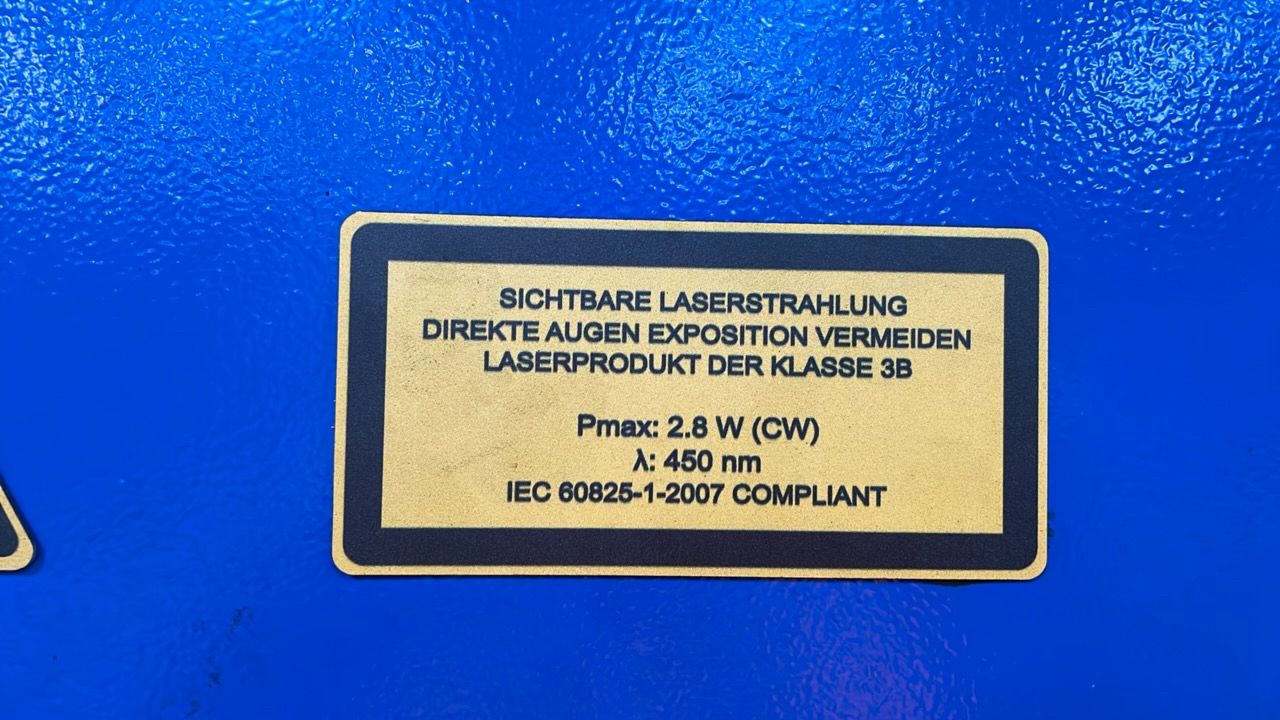 SICHTBARE LASERSTRAHLUNG
DIREKTE AUGEN EXPOSITION VERMEIDEN
LASERPRODUKT DER KLASSE 3B
Pmax: 2.8 W (CW)
λ: 450 nm
IEC 60825-1-2007 COMPLIANT